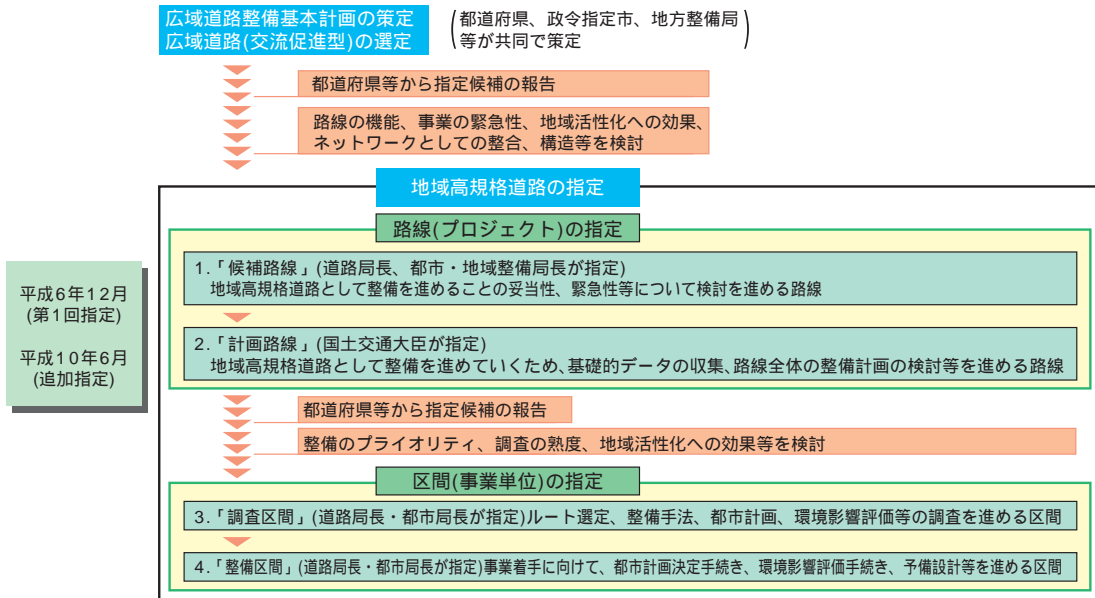 広域道路整備基本計画の策定
広域道路(交流促進型)の選定
(都道府県、政令指定市、地方整備局
等が共同で策定)
都道府県等から指定候補の報告
路線の機能、事業の緊急性、地域活性化への効果、
ネットワークとしての整合、構造等を検討
地域高規格道路の指定
路線(プロジェクト)の指定
1.「候補路線」(道路局長、都市・地域整備局長が指定)
地域高規格道路として整備を進めることの妥当性、緊急性等について検討を進める路線
2.「計画路線」(国土交通大臣が指定)
地域高規格道路として整備を進めていくため、基礎的データの収集、路線全体の整備計画の検討等を進める路線
平成6年12月
(第1回指定)
平成10年6月
(追加指定)
都道府県等から指定候補の報告
整備のプライオリティ、調査の熟度、地域活性化への効果等を検討
区間(事業単位)の指定
3.「調査区間」(道路局長・都市局長が指定)ルート選定、整備手法、都市計画、環境影響評価等の調査を進める区間
4.「整備区間」(道路局長・都市局長が指定)事業着手に向けて、都市計画決定手続き、環境影響評価手続き、予備設計等を進める区間